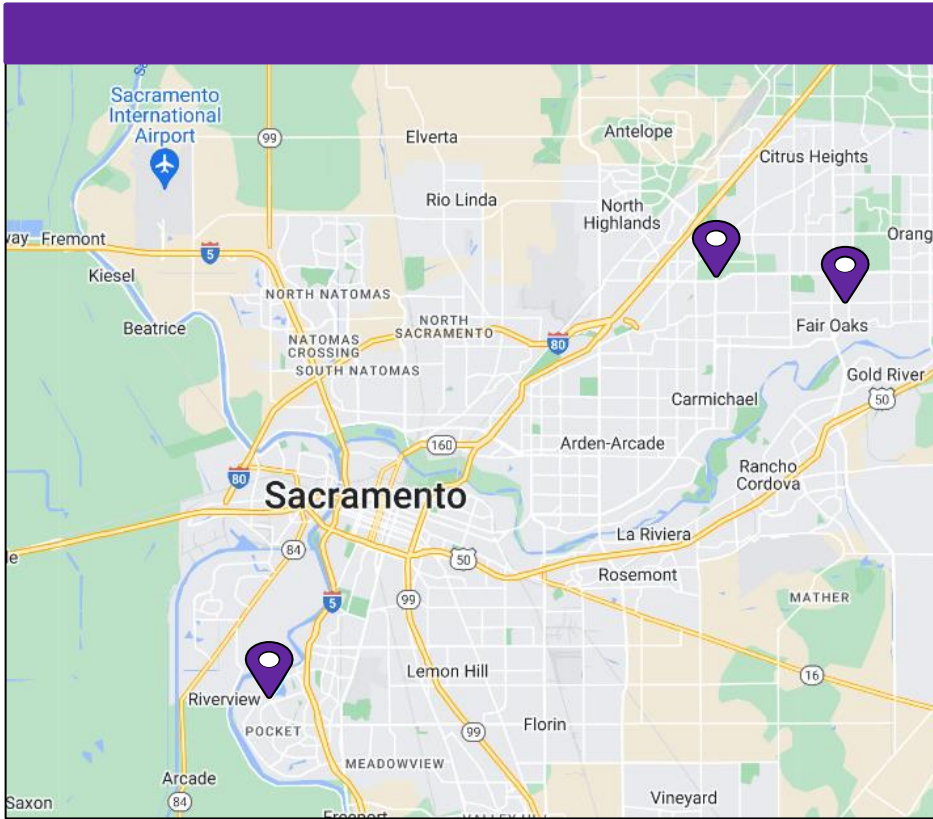 Sacramento
International
Airport
99
Elverta
Antelope
Citrus Heights
Rio Linda
North
Highlands
Orang
way
Fremont
5
Kiesel
NORTH NATOMAS
Beatrice
NORTH
SACRAMENTO
NATOMAS
CROSSING
SOUTH NATOMAS
80
Fair Oaks
Gold River
50
Carmichael
160
Arden-Arcade
Rancho
Cordova
80
Sacramento
84
50
La Riviera
Rosemont
5
99
MATHER
Lemon Hill
16
Riverview
POCKET
Florin
99
MEADOWVIEW
Arcade
84
Saxon
Vineyard
Freeport